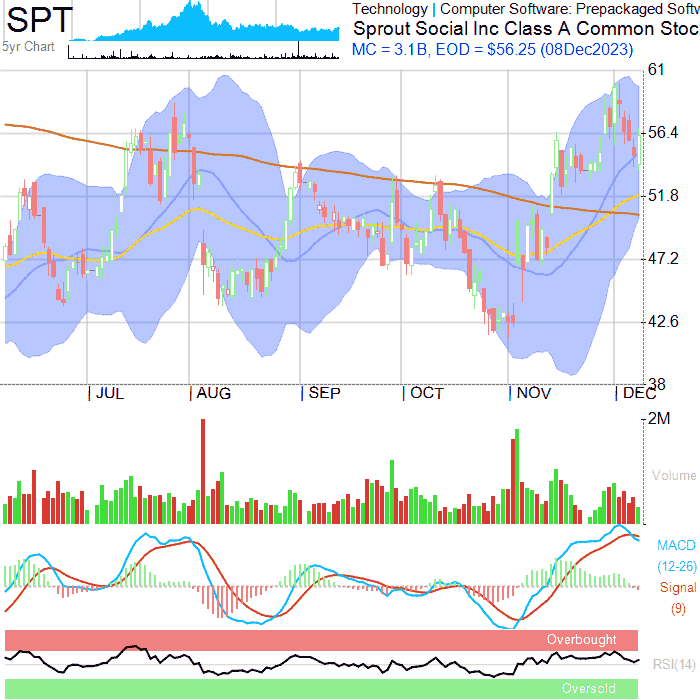 SPT
5yr Chart
Technology | Computer Software: Prepackaged Softw
Sprout Social Inc Class A Common Stoc
MC = 3.1B, EOD = $56.25 (08Dec2023)
61
56.4
51.8
47.2
42.6
38
JUL AUG SEP OCT NOV DEC
2M
Volume
MACD
(12-26)
Signal
(9)
Overbought
RSI(14)
Oversold